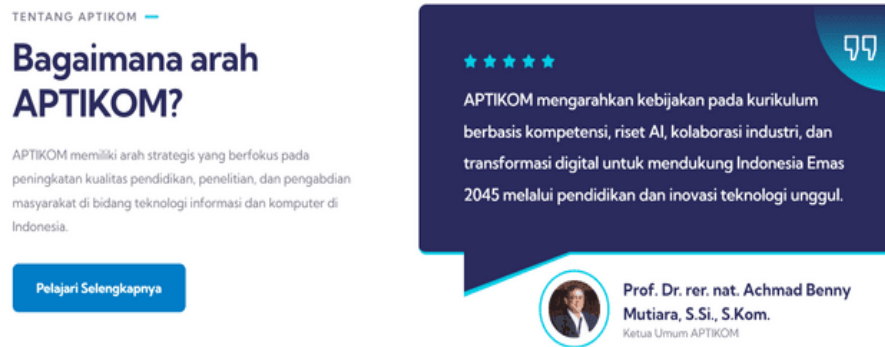 TENTANG APTIKOM
Bagaimana arah
APTIKOM?
APTIKOM memiliki arah strategis yang berfokus pada
peningkatan kualitas pendidikan, penelitian, dan pengabdian
masyarakat di bidang teknologi informasi dan komputer di
Indonesia.
Pelajari Selengkapnya
APTIKOM mengarahkan kebijakan pada kurikulum
berbasis kompetensi, riset AI, kolaborasi industri, dan
transformasi digital untuk mendukung Indonesia Emas
2045 melalui pendidikan dan inovasi teknologi unggul.
Prof. Dr. rer. nat. Achmad Benny
Mutiara, S.Si., S.Kom.
Ketua Umum APTIKOM